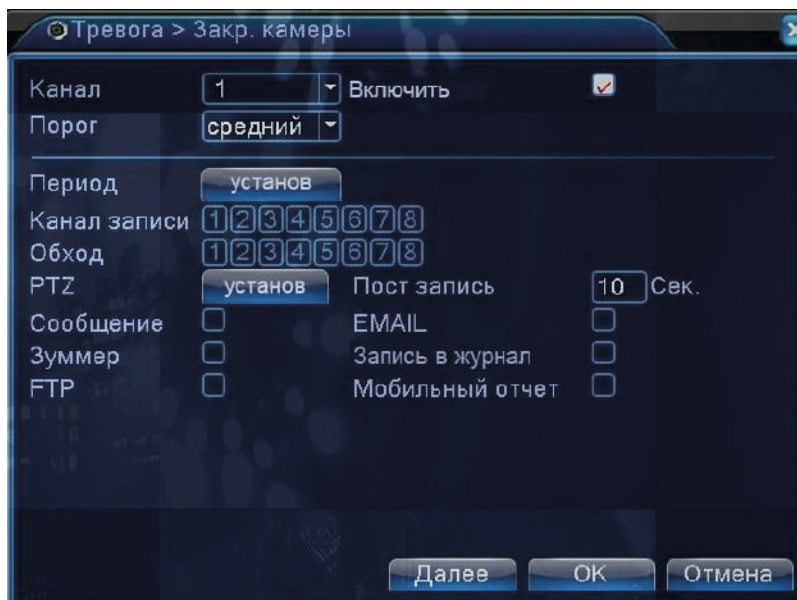 Тревога > Закр. камеры
Канал 1 Включить
Порог средний
Период установ
Канал записи 1 2 3 4 5 6 7 8
Обход 1 2 3 4 5 6 7 8
PTZ установ Пост запись 10 Сек.
Сообщение EMAIL
Зуммер Запись в журнал
FTP Мобильный отчет
Далее OK Отмена